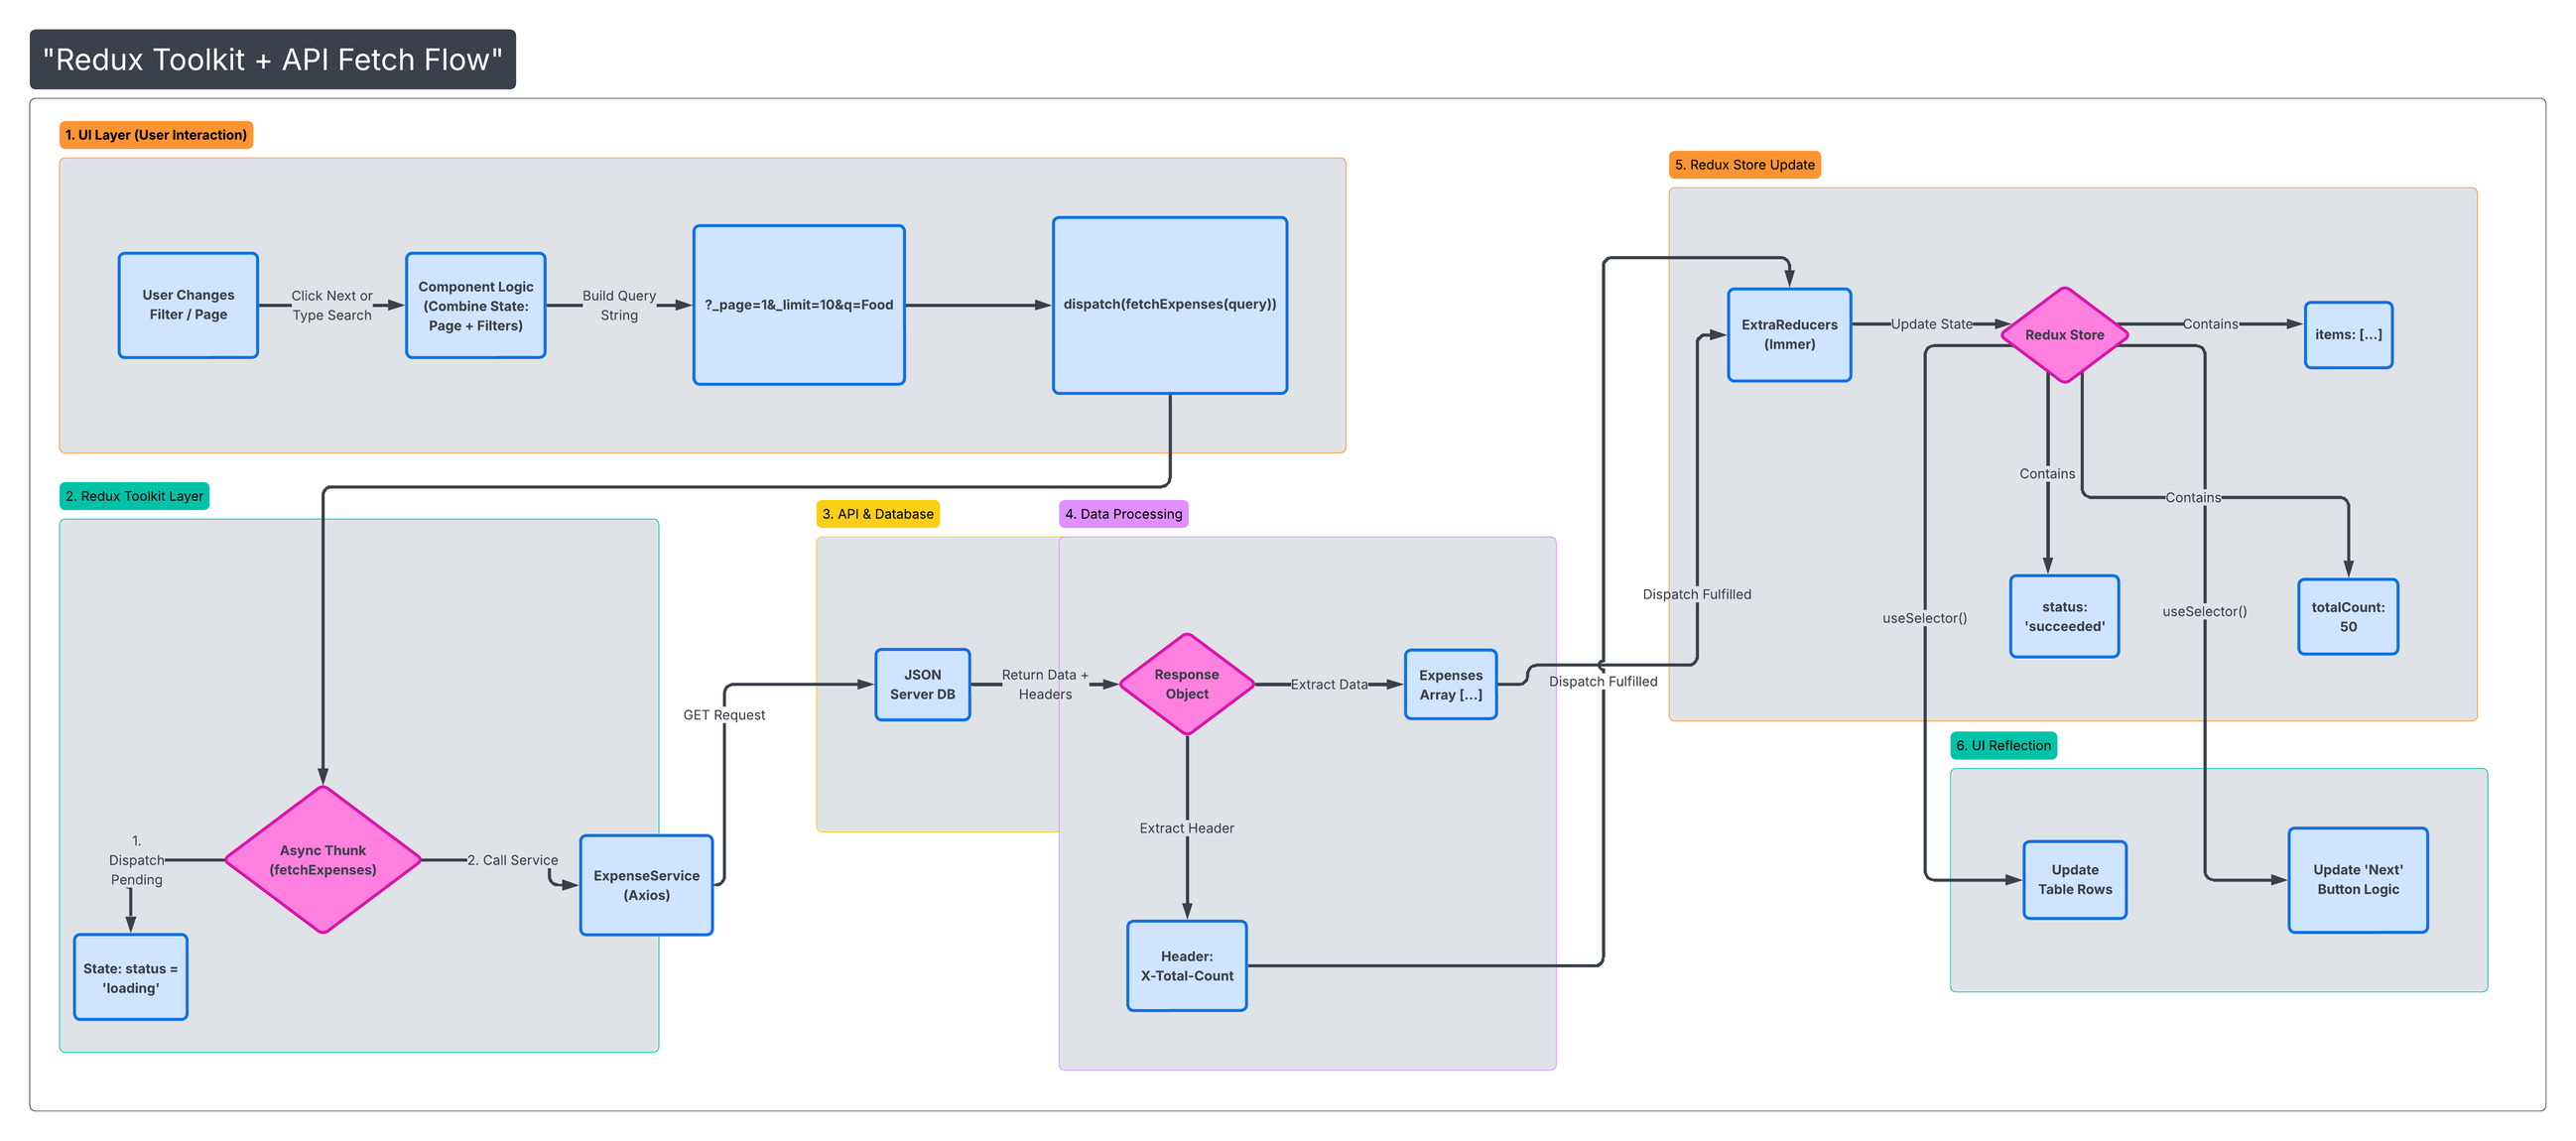 "Redux Toolkit + API Fetch Flow"
1. UI Layer (User Interaction)
User Changes
Filter / Page
Click Next or
Type Search
Component Logic
(Combine State:
Page + Filters)
Build Query
String
?_page=1&_limit=10&q=Food
dispatch(fetchExpenses(query))
2. Redux Toolkit Layer
Async Thunk
(fetchExpenses)
1.
Dispatch
Pending
State: status =
'loading'
2. Call Service
ExpenseService
(Axios)
GET Request
3. API & Database
JSON
Server DB
Return Data +
Headers
4. Data Processing
Response
Object
Extract Data
Expenses
Array [...]
Extract Header
Header:
X-Total-Count
Dispatch Fulfilled
Dispatch Fulfilled
5. Redux Store Update
ExtraReducers
(Immer)
Update State
Redux Store
Contains
items: [...]
Contains
status:
'succeeded'
Contains
totalCount:
50
useSelector()
useSelector()
6. UI Reflection
Update
Table Rows
Update 'Next'
Button Logic